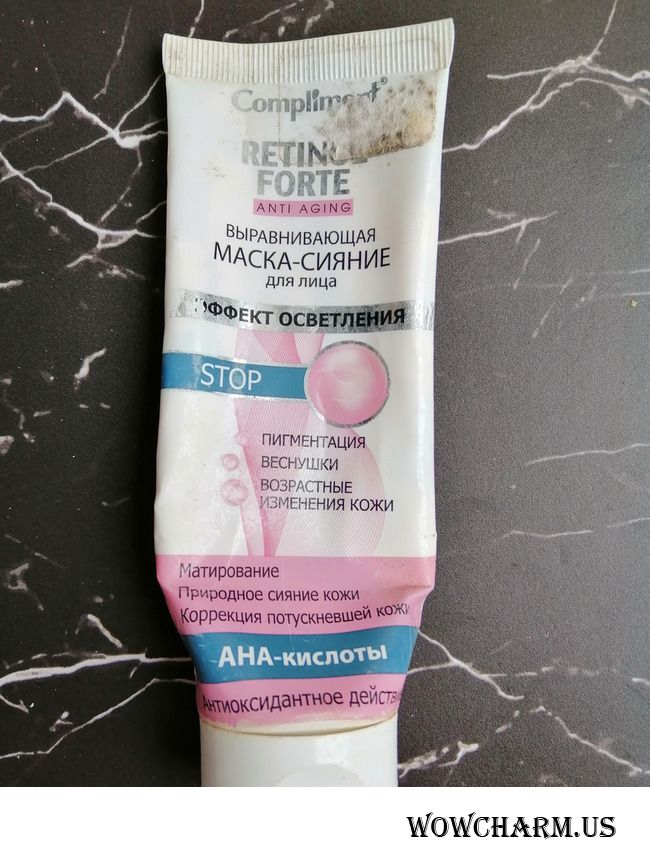 Compliment
RETINOL
FORTE
ANTI AGING
ВЫРАВНИВАЮЩАЯ
МАСКА-СИЯНИЕ
для лица
ЭФФЕКТ ОСВЕТЛЕНИЯ
STOP
ПИГМЕНТАЦИЯ
ВЕСНУШКИ
ВОЗРАСТНЫЕ
ИЗМЕНЕНИЯ КОЖИ
Матирование
Природное сияние кожи
Коррекция потускневшей кожи
АНА-кислоты
Антиоксидантное действие
WOWCHARM.US